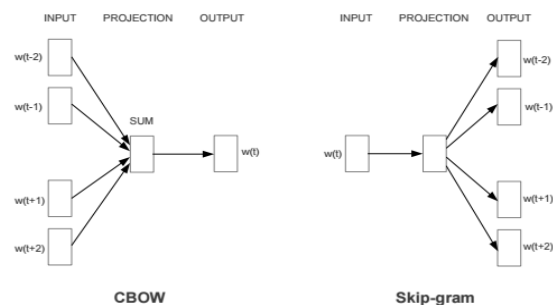 INPUT PROJECTION OUTPUT
w(t-2)
w(t-1)
SUM
w(t)
w(t+1)
w(t+2)
CBOW
INPUT PROJECTION OUTPUT
w(t-2)
w(t-1)
w(t)
w(t+1)
w(t+2)
Skip-gram